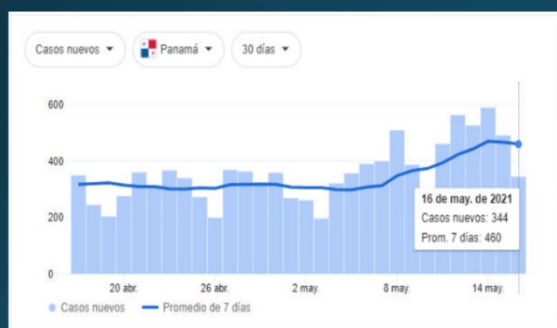 Casos nuevos Panamá 30 días
600
400
200
0
16 de may. de 2021
Casos nuevos: 344
Prom. 7 días: 460
20 abr. 26 abr. 2 may. 8 may. 14 may.
Casos nuevos Promedio de 7 días